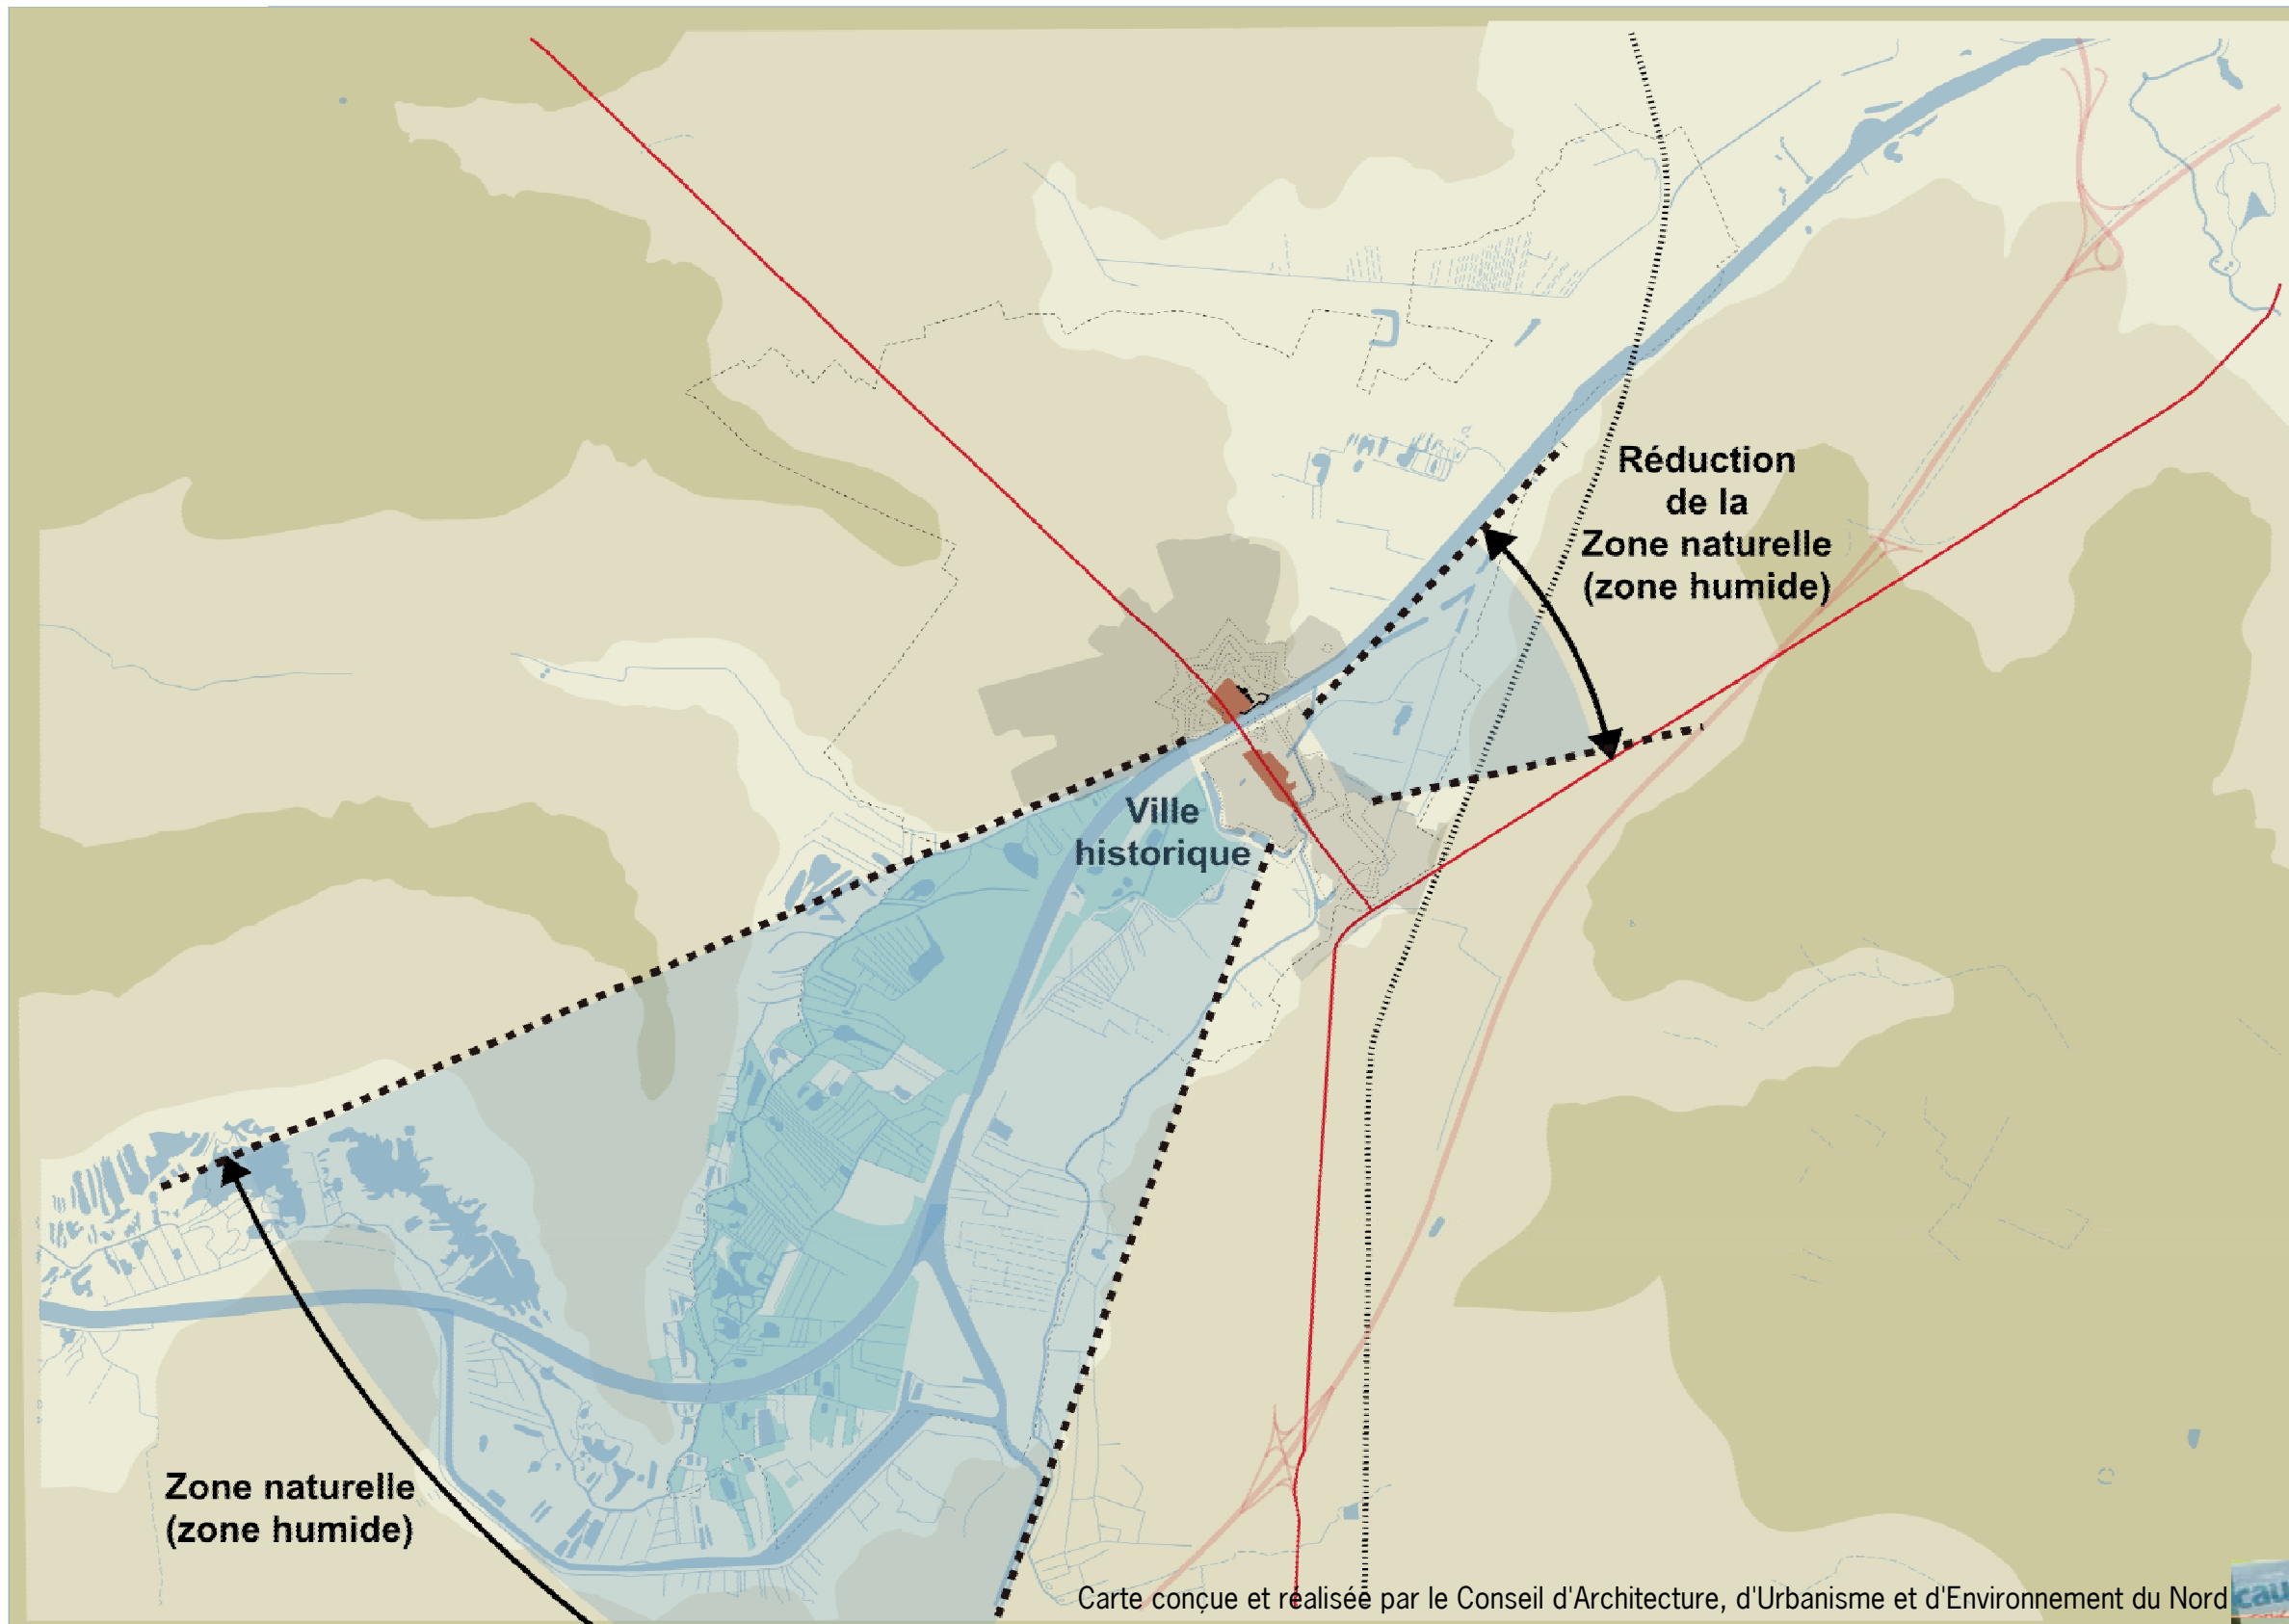 Réduction
de la
Zone naturelle
(zone humide)
Ville
historique
Zone naturelle
(zone humide)
Carte conçue et réalisée par le Conseil d'Architecture, d'Urbanisme et d'Environnement du Nord
cau